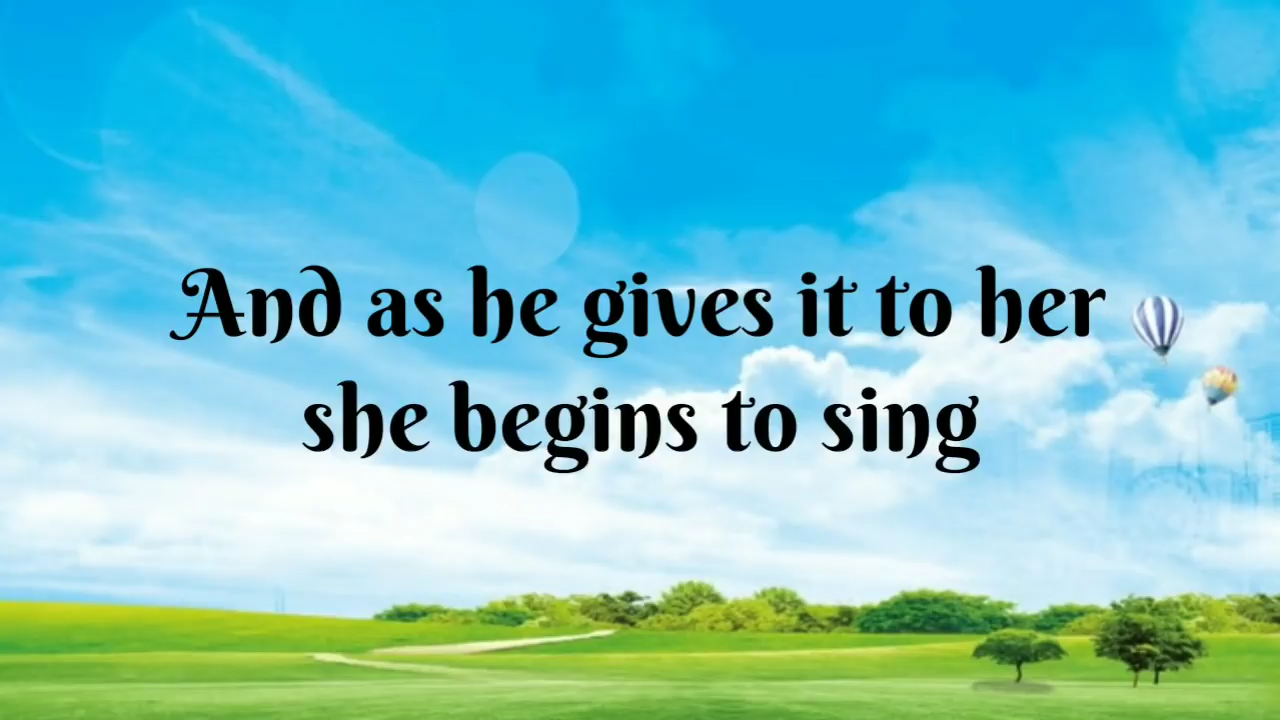 And as he gives it to her
she begins to sing